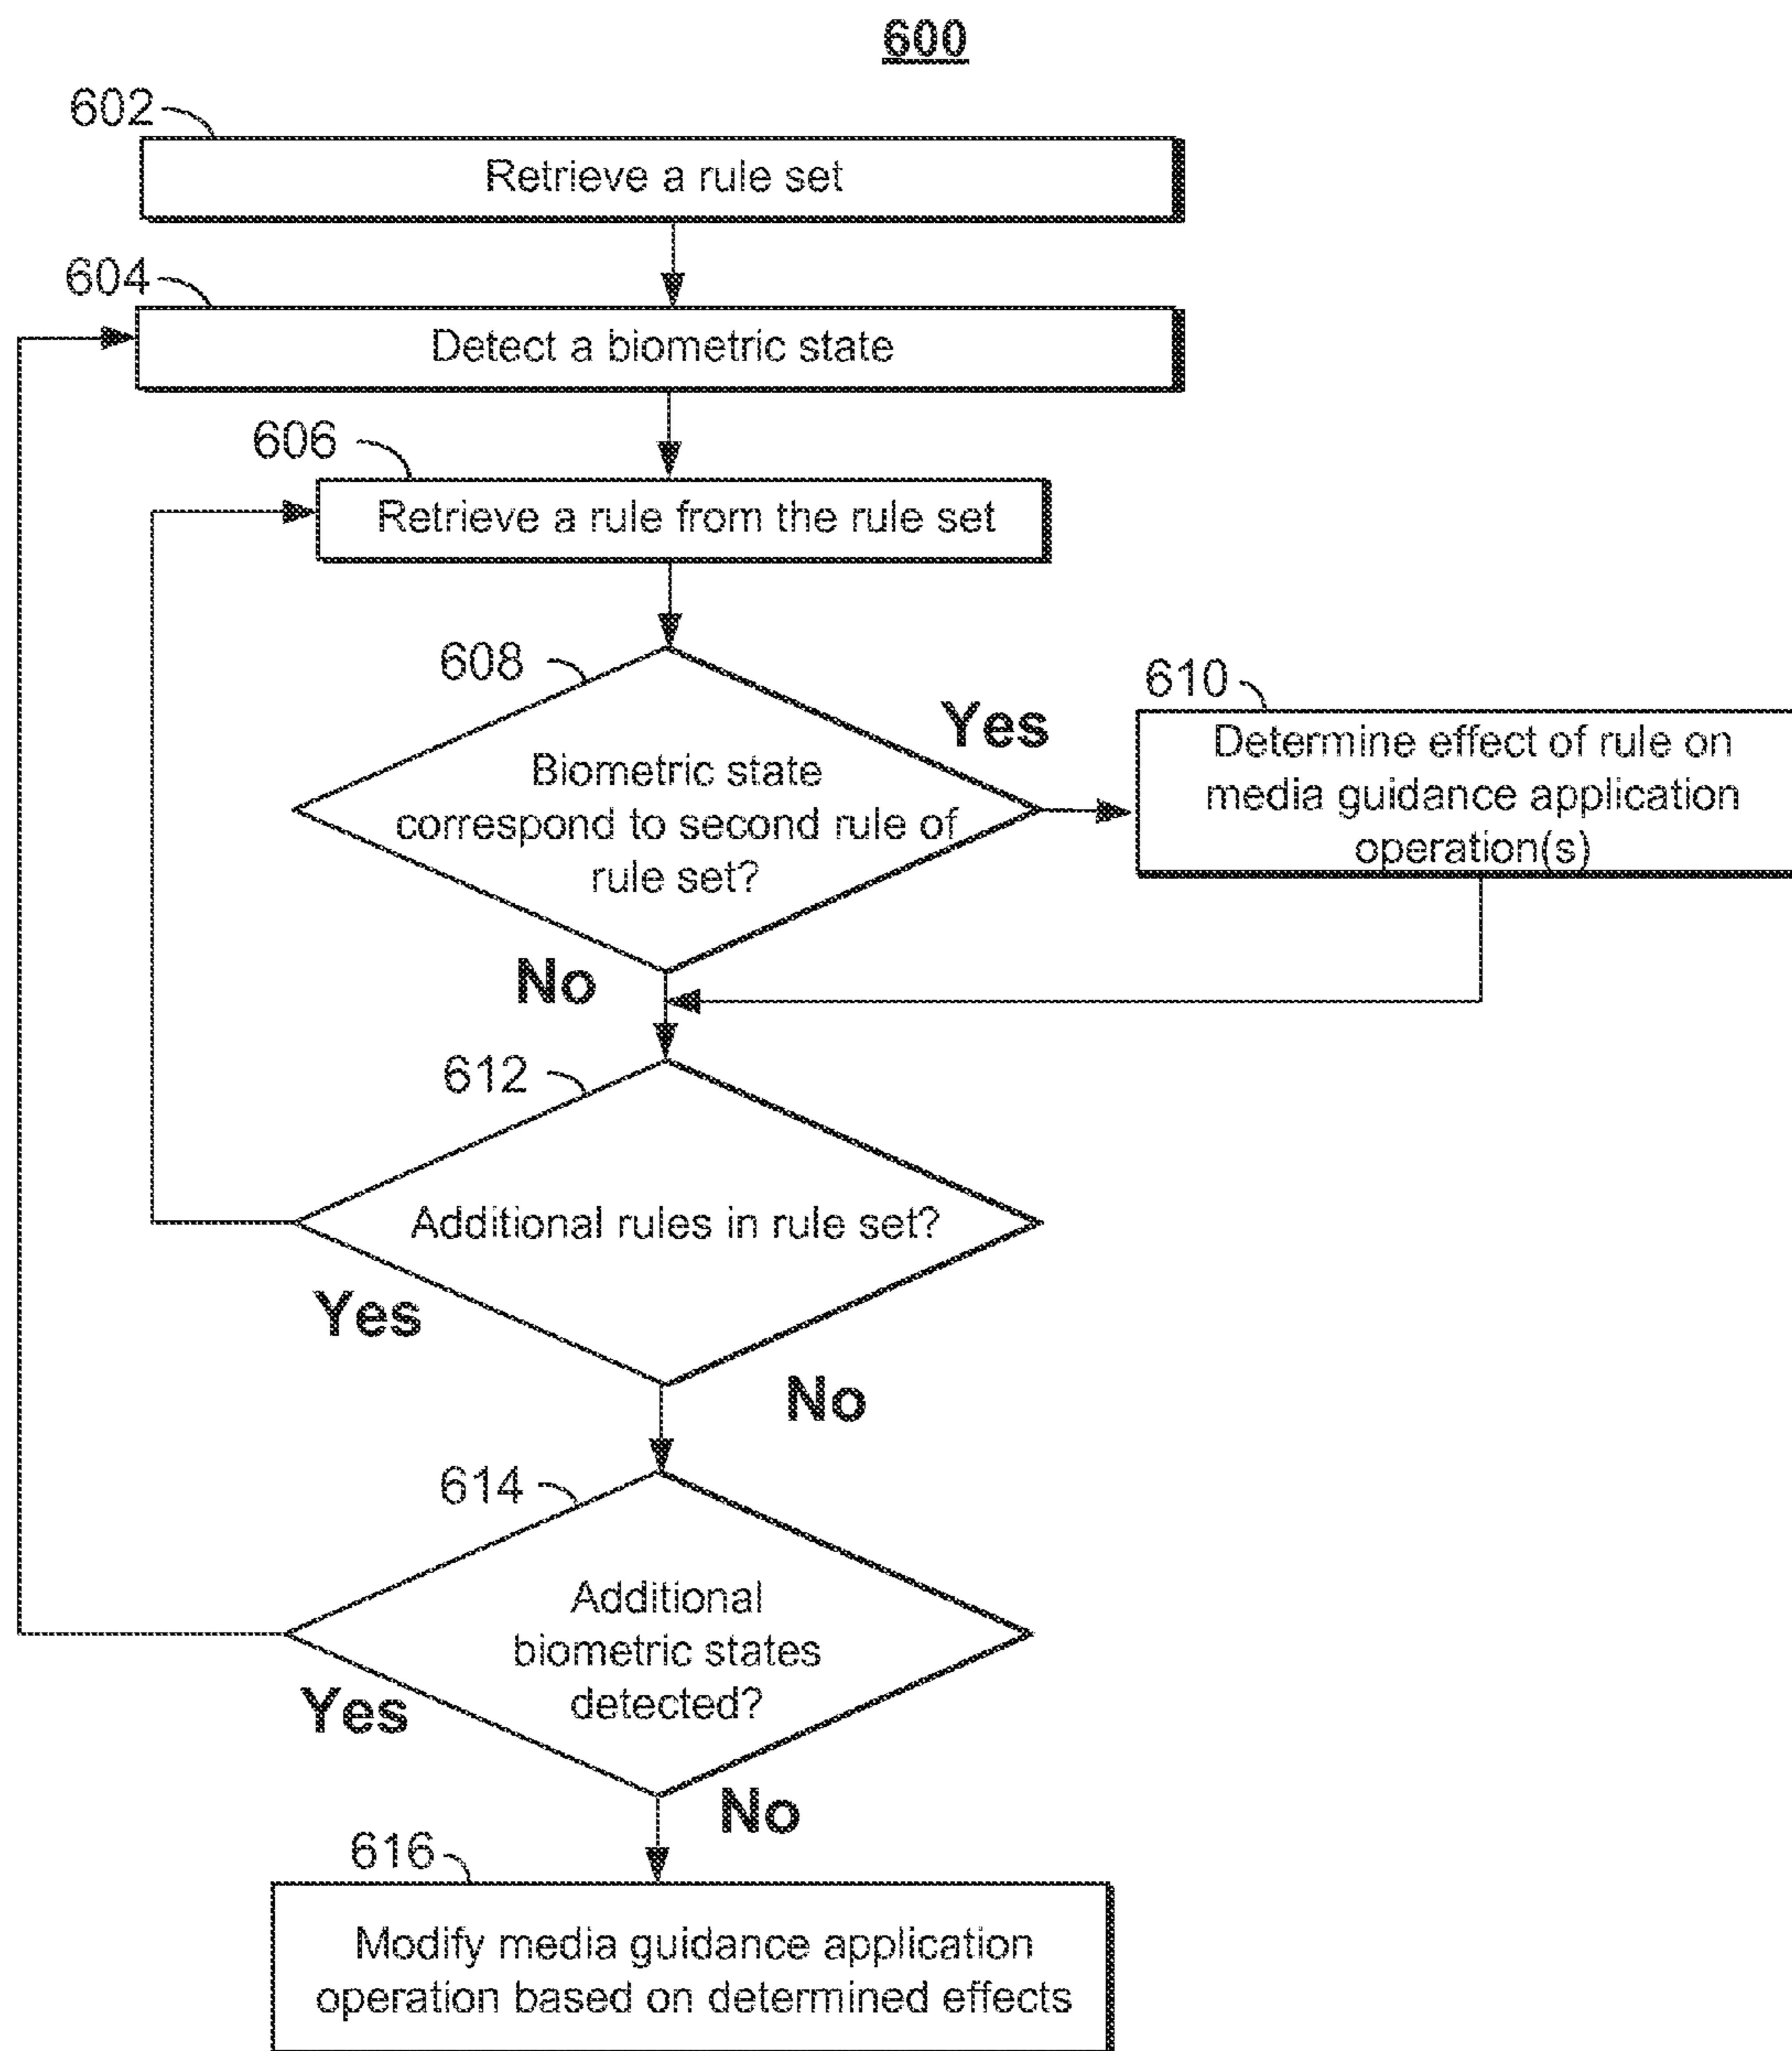 600
602
Retrieve a rule set
604
Detect a biometric state
606
Retrieve a rule from the rule set
608
Biometric state
correspond to second rule of
rule set?
Yes
610
Determine effect of rule on
media guidance application
operation(s)
No
612
Additional rules in rule set?
Yes
No
614
Additional
biometric states
detected?
Yes
No
616
Modify media guidance application
operation based on determined effects